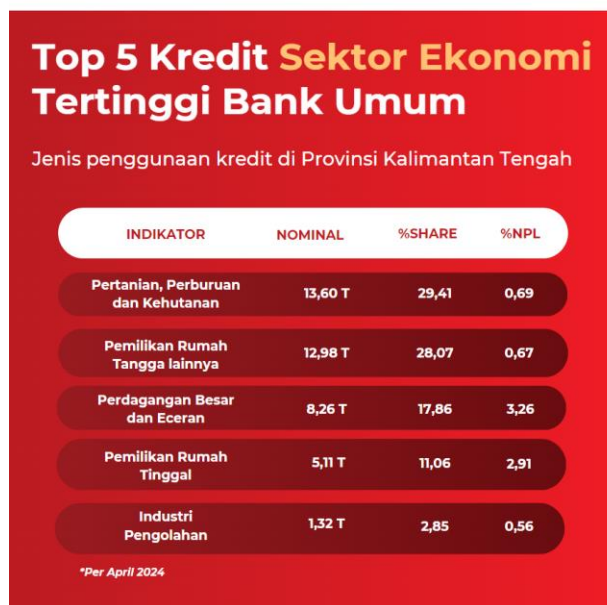 Top 5 Kredit Sektor Ekonomi
Tertinggi Bank Umum
Jenis penggunaan kredit di Provinsi Kalimantan Tengah
INDIKATOR NOMINAL %SHARE %NPL
Pertanian, Perburuan
dan Kehutanan
13,60 T 29,41 0,69
Pemilikan Rumah
Tangga lainnya
12,98 T 28,07 0,67
Perdagangan Besar
dan Eceran
8,26 T 17,86 3,26
Pemilikan Rumah
Tinggal
5,11 T 11,06 2,91
Industri
Pengolahan
1,32 T 2,85 0,56
*Per April 2024